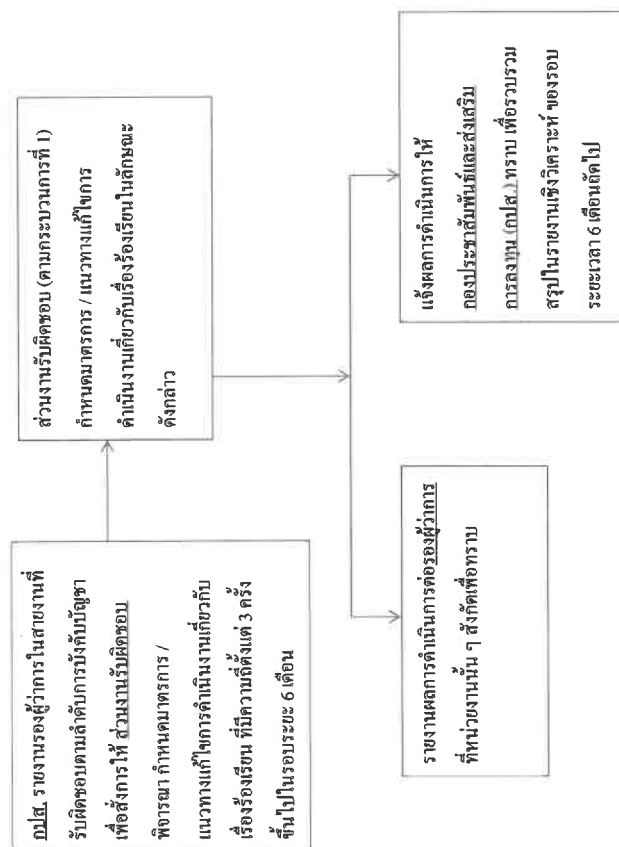 กปส. รายงานรองผู้ว่าการในสายงานที่
รับผิดชอบตามลำดับการบังคับบัญชา
เพื่อสั่งการให้ ส่วนงานรับผิดชอบ
พิจารณา กำหนดมาตรการ /
แนวทางแก้ไขการดำเนินงานเกี่ยวกับ
เรื่องร้องเรียน ที่มีความถี่ตั้งแต่ 3 ครั้ง
ขึ้นไปในรอบระยะ 6 เดือน
ส่วนงานรับผิดชอบ (ตามกระบวนการที่ 1)
กำหนดมาตรการ / แนวทางแก้ไขการ
ดำเนินงานเกี่ยวกับเรื่องร้องเรียนในลักษณะ
ดังกล่าว
รายงานผลการดำเนินการต่อรองผู้ว่าการ
ที่หน่วยงานนั้น ๆ สังกัดเพื่อทราบ
แจ้งผลการดำเนินการให้
กองประชาสัมพันธ์และส่งเสริม
การลงทุน (กปส.) ทราบ เพื่อรวบรวม
สรุปในรายงานเชิงวิเคราะห์ ของรอบ
ระยะเวลา 6 เดือนถัดไป